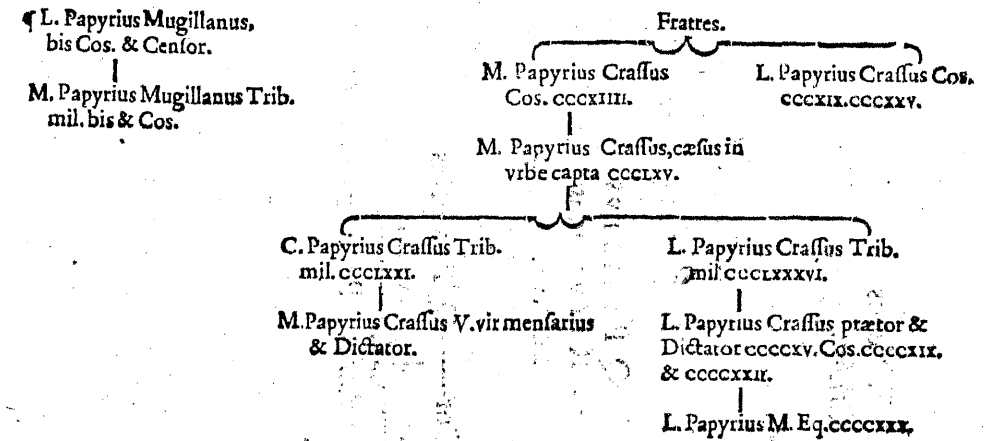 ¶ L. Papyrius Mugillanus,
bis Cos. & Cenſor.
M. Papyrius Mugillanus Trib.
mil. bis & Cos.
Fratres.
M. Papyrius Craſſus
Cos. CCCXIIII.
L. Papyrius Craſſus Cos.
CCCXIX. CCCXXV.
M. Papyrius Craſſus, cæſus in
vrbe capta CCCLXV.
C. Papyrius Craſſus Trib.
mil. CCCLXXI.
L. Papyrius Craſſus Trib.
mil CCCLXXXVI.
M. Papyrius Craſſus V. vir menſarius
& Dictator.
L. Papyrius Craſſus prætor &
Dictator CCCCXV. Cos. CCCCXIX.
& CCCCXXII.
L. Papyrius M. Eq. CCCCXXX.